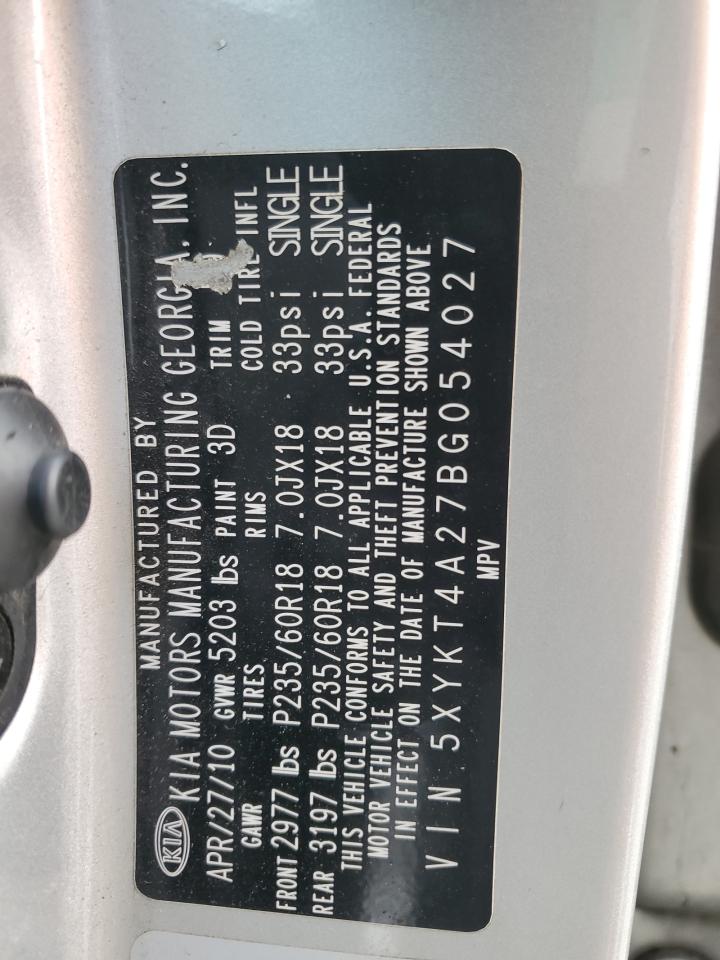 MANUFACTURED BY
KIA KIA MOTORS MANUFACTURING GEORGIA, INC.
APR/27/10 GVWR 5203 lbs PAINT 3D TRIM
GAWR TIRES RIMS COLD TIRE INFL
FRONT 2977 lbs P235/60R18 7.0JX18 33psi SINGLE
REAR 3197 lbs P235/60R18 7.0JX18 33psi SINGLE
THIS VEHICLE CONFORMS TO ALL APPLICABLE U.S.A. FEDERAL
MOTOR VEHICLE SAFETY AND THEFT PREVENTION STANDARDS
IN EFFECT ON THE DATE OF MANUFACTURE SHOWN ABOVE
VIN 5XYKT4A27BG054027
MPV